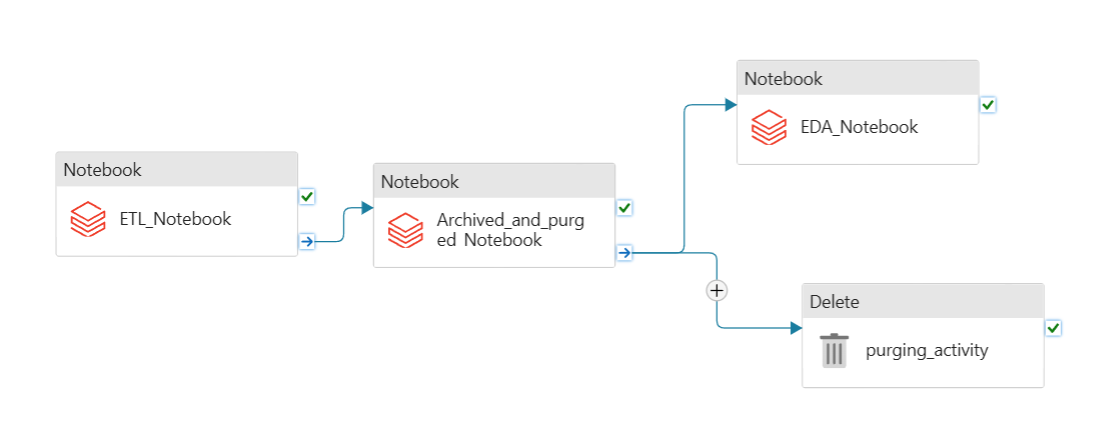 Notebook
ETL_Notebook
Notebook
Archived_and_purg
ed Notebook
Notebook
EDA_Notebook
Delete
purging_activity